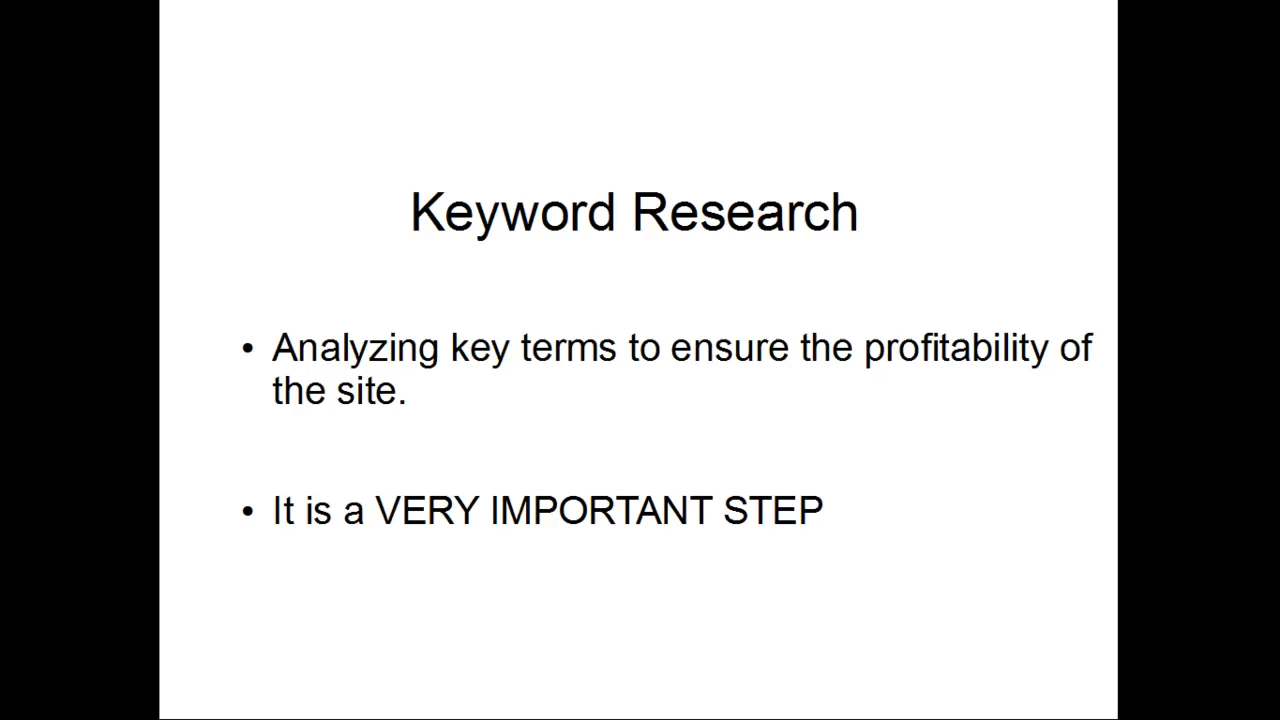 Keyword Research
• Analyzing key terms to ensure the profitability of
the site.
• It is a VERY IMPORTANT STEP